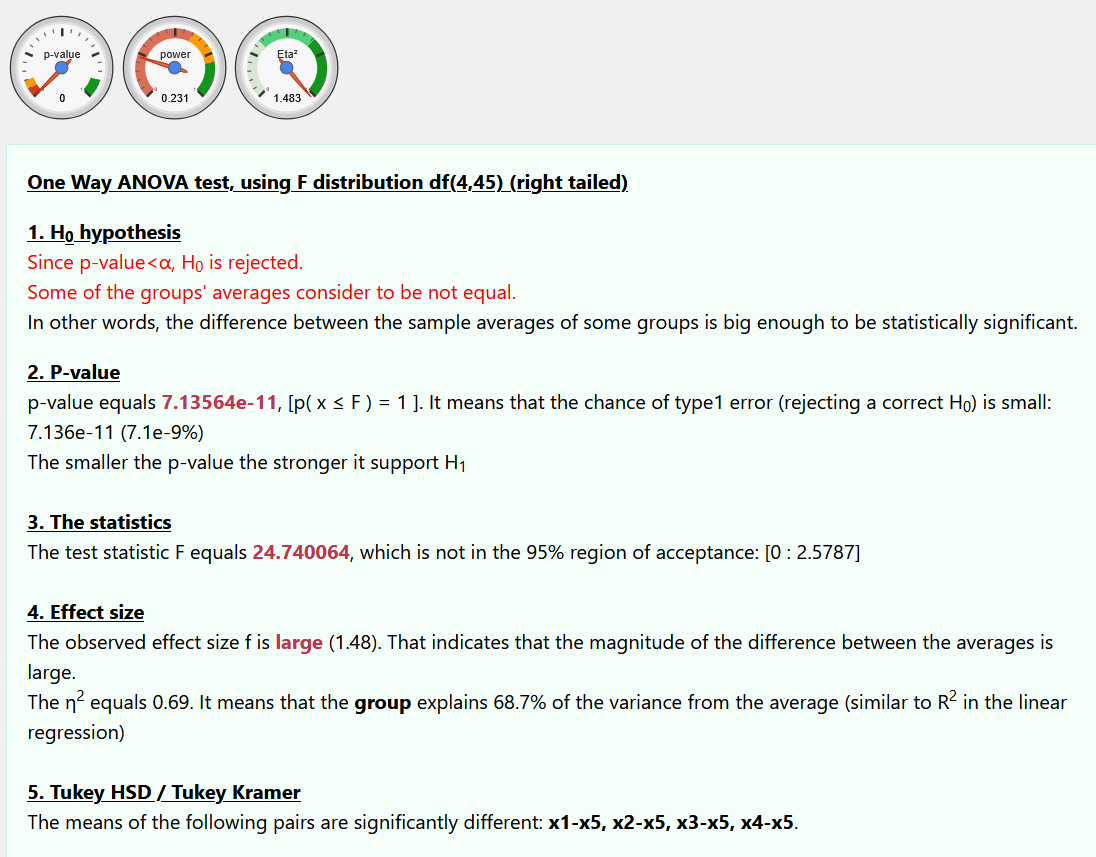 p-value
0
power
0.231
Eta²
1.483
One Way ANOVA test, using F distribution df(4,45) (right tailed)
1. H₀ hypothesis
Since p-value<α, H₀ is rejected.
Some of the groups' averages consider to be not equal.
In other words, the difference between the sample averages of some groups is big enough to be statistically significant.
2. P-value
p-value equals 7.13564e-11, [p( x ≤ F ) = 1 ]. It means that the chance of type1 error (rejecting a correct H₀) is small:
7.136e-11 (7.1e-9%)
The smaller the p-value the stronger it support H₁
3. The statistics
The test statistic F equals 24.740064, which is not in the 95% region of acceptance: [0 : 2.5787]
4. Effect size
The observed effect size f is large (1.48). That indicates that the magnitude of the difference between the averages is
large.
The η² equals 0.69. It means that the group explains 68.7% of the variance from the average (similar to R² in the linear
regression)
5. Tukey HSD / Tukey Kramer
The means of the following pairs are significantly different: x1-x5, x2-x5, x3-x5, x4-x5.